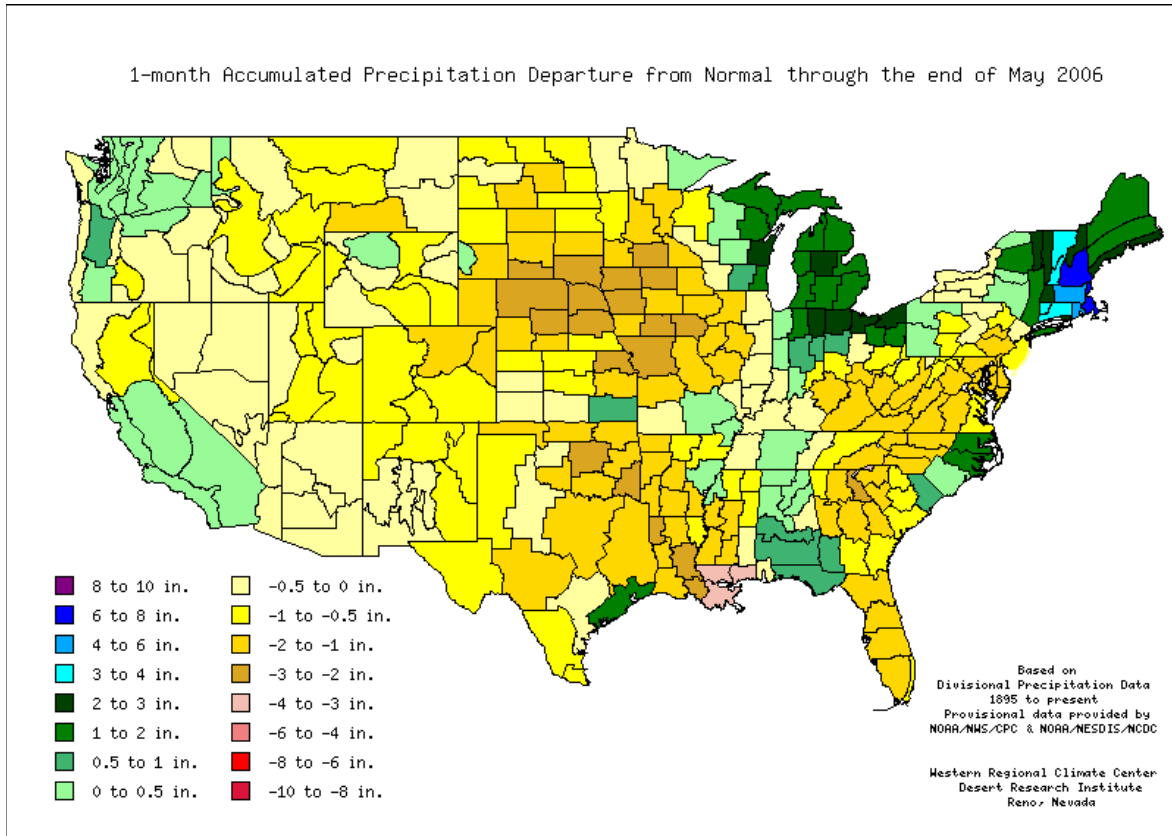 1-month Accumulated Precipitation Departure from Normal through the end of May 2006
8 to 10 in.
6 to 8 in.
4 to 6 in.
3 to 4 in.
2 to 3 in.
1 to 2 in.
0.5 to 1 in.
0 to 0.5 in.
-0.5 to 0 in.
-1 to -0.5 in.
-2 to -1 in.
-3 to -2 in.
-4 to -3 in.
-6 to -4 in.
-8 to -6 in.
-10 to -8 in.
Based on
Divisional Precipitation Data
1895 to present
Provisional data provided by
NOAA/NWS/CPC & NOAA/NESDIS/NCDC
Western Regional Climate Center
Desert Research Institute
Reno, Nevada